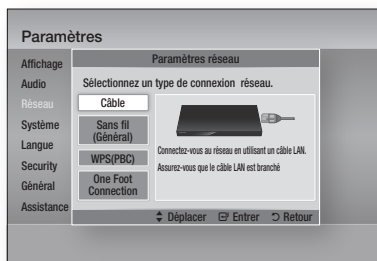 Paramètres
Affichage
Audio
Réseau
Système
Langue
Security
Gênéral
Assistance
Paramètres réseau
Sélectionnez un type de connexion réseau.
Câble
Sans fil
(Général)
WPS(PBC)
One Foot
Connection
Connectez-vous au réseau en utilisant un câble LAN.
Assurez-vous que le câble LAN est branché
Déplacer Entrer Retour